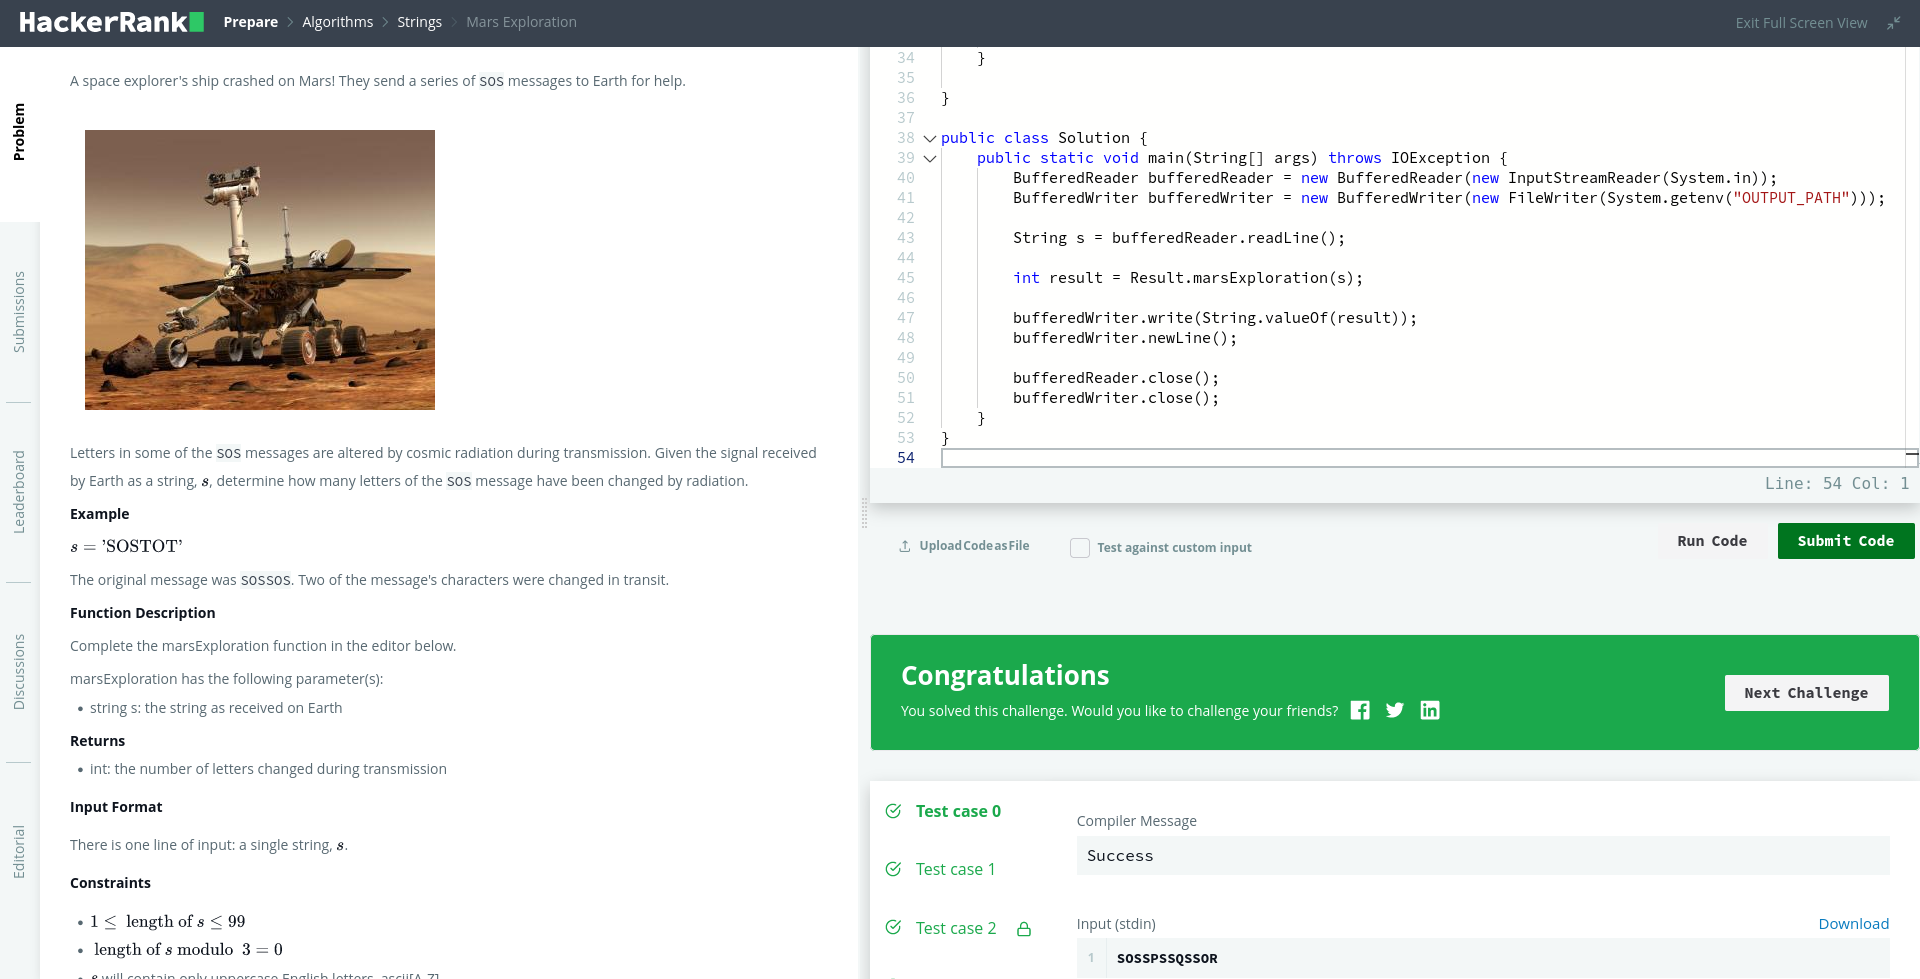 HackerRank Prepare Algorithms Strings Mars Exploration Exit Full Screen View
Problem
Submissions
Leaderboard
Discussions
Editorial
A space explorer's ship crashed on Mars! They send a series of SOS messages to Earth for help.
Letters in some of the SOS messages are altered by cosmic radiation during transmission. Given the signal received
by Earth as a string, s, determine how many letters of the SOS message have been changed by radiation.
Example
s = 'SOSTOT'
The original message was SOSSOS. Two of the message's characters were changed in transit.
Function Description
Complete the marsExploration function in the editor below.
marsExploration has the following parameter(s):
• string s: the string as received on Earth
Returns
• int: the number of letters changed during transmission
Input Format
There is one line of input: a single string, s.
Constraints
• 1 ≤ length of s ≤ 99
• length of s modulo 3 = 0
• s will contain only uppercase English letters, ascii[A-Z].
34 }
35
36 }
37
38 public class Solution {
39 public static void main(String[] args) throws IOException {
40 BufferedReader bufferedReader = new BufferedReader(new InputStreamReader(System.in));
41 BufferedWriter bufferedWriter = new BufferedWriter(new FileWriter(System.getenv("OUTPUT_PATH")));
42
43 String s = bufferedReader.readLine();
44
45 int result = Result.marsExploration(s);
46
47 bufferedWriter.write(String.valueOf(result));
48 bufferedWriter.newLine();
49
50 bufferedReader.close();
51 bufferedWriter.close();
52 }
53 }
54
Line: 54 Col: 1
Upload Code as File Test against custom input Run Code Submit Code
Congratulations
You solved this challenge. Would you like to challenge your friends?
Next Challenge
Test case 0
Test case 1
Test case 2
Compiler Message
Success
Input (stdin) Download
1 SOSSPSSQSSOR